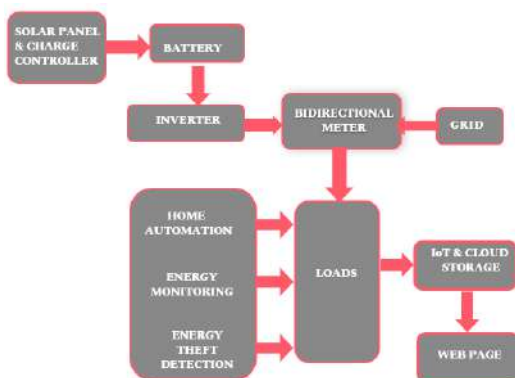 SOLAR PANEL
& CHARGE
CONTROLLER
BATTERY
INVERTER
BIDIRECTIONAL
METER
GRID
HOME
AUTOMATION
ENERGY
MONITORING
ENERGY
THEFT
DETECTION
LOADS
IoT & CLOUD
STORAGE
WEB PAGE